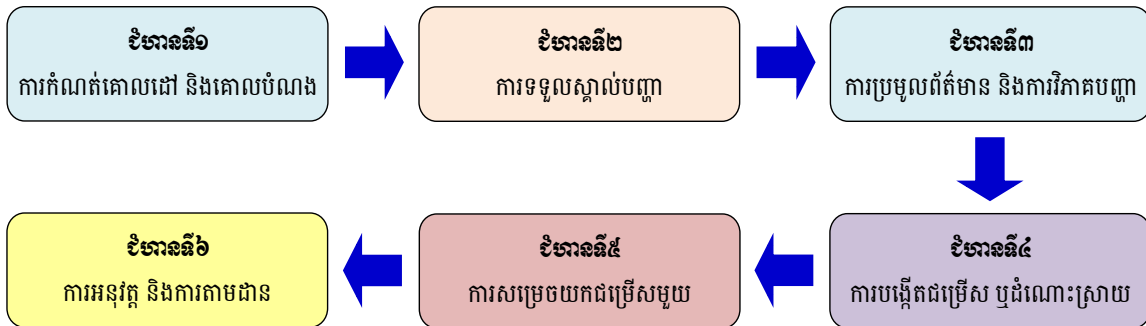 ជំហានទី១
ការកំណត់គោលដៅ និងគោលបំណង
ជំហានទី២
ការទទួលស្គាល់បញ្ហា
ជំហានទី៣
ការប្រមូលព័ត៌មាន និងការវិភាគបញ្ហា
ជំហានទី៤
ការបង្កើតជម្រើស ឬដំណោះស្រាយ
ជំហានទី៥
ការសម្រេចយកជម្រើសមួយ
ជំហានទី៦
ការអនុវត្ត និងការតាមដាន